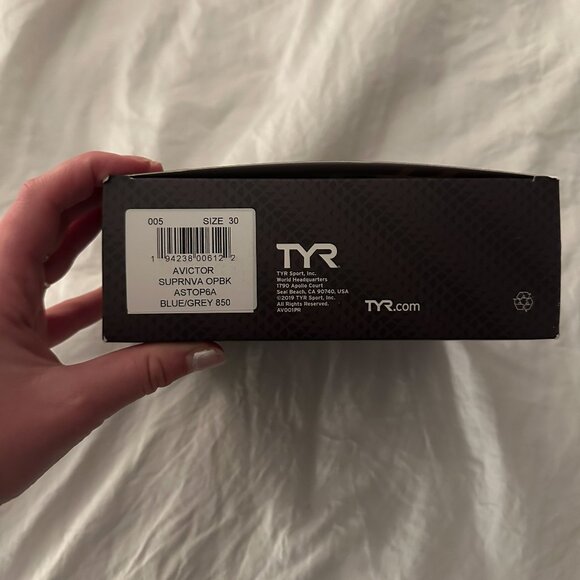 005 SIZE 30
1 94238 00612 2
AVICTOR
SUPRNVA OPBK
ASTOP6A
BLUE/GREY 850
TYR
TYR Sport, Inc.
World Headquarters
1790 Apollo Court
Seal Beach, CA 90740, USA
©2019 TYR Sport, Inc.
All Rights Reserved.
AV001PR
TYR.com